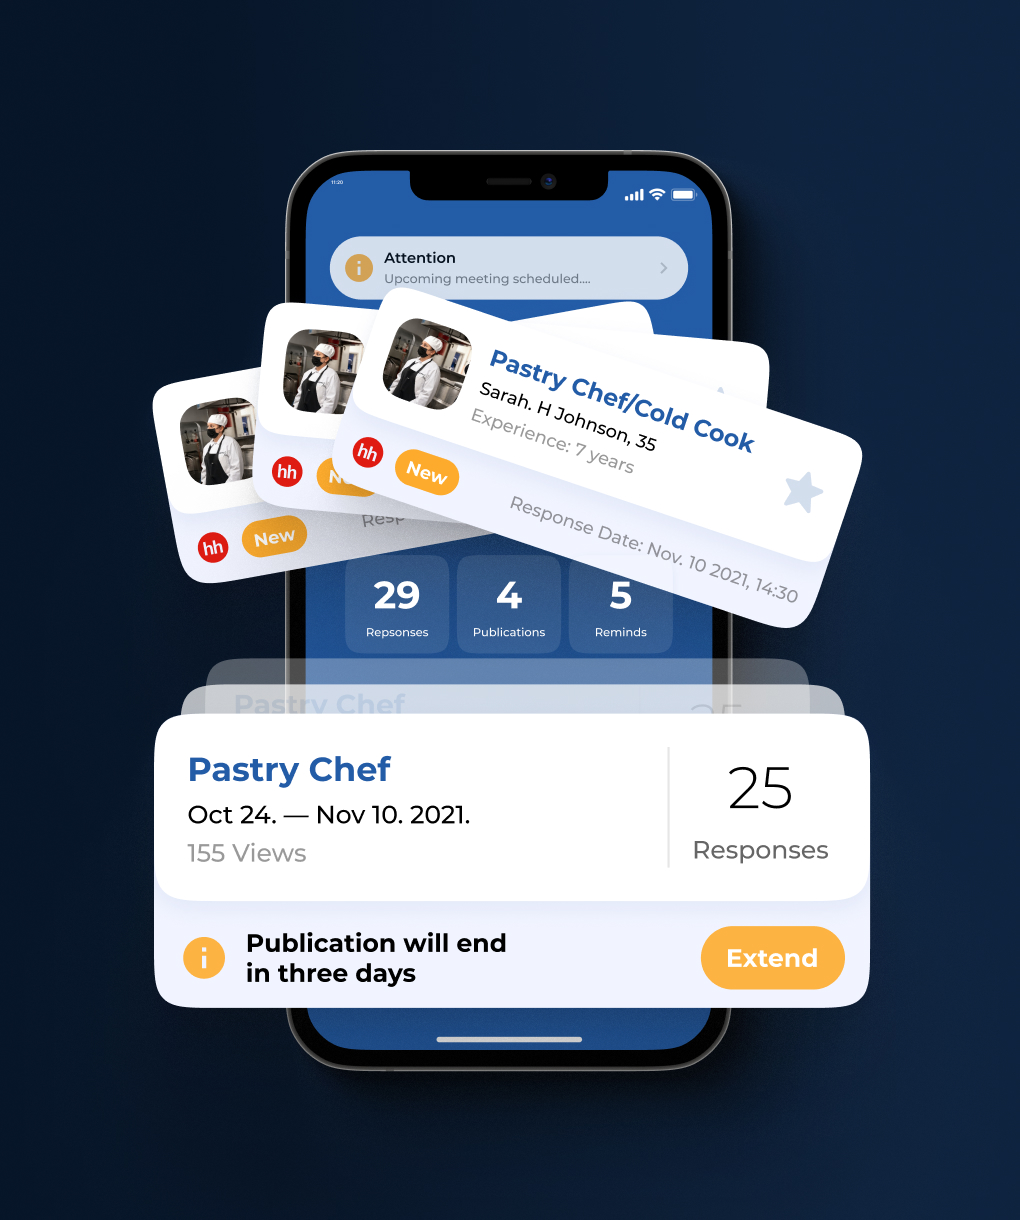 11:20
Attention
Upcoming meeting scheduled....
Pastry Chef/Cold Cook
Sarah. H Johnson, 35
Experience: 7 years
hh New
Response Date: Nov. 10 2021, 14:30
hh
hh New
29
Repsonses
4
Publications
5
Reminds
Pastry Chef
25
Pastry Chef
Oct 24. — Nov 10. 2021.
155 Views
25
Responses
Publication will end
in three days
Extend